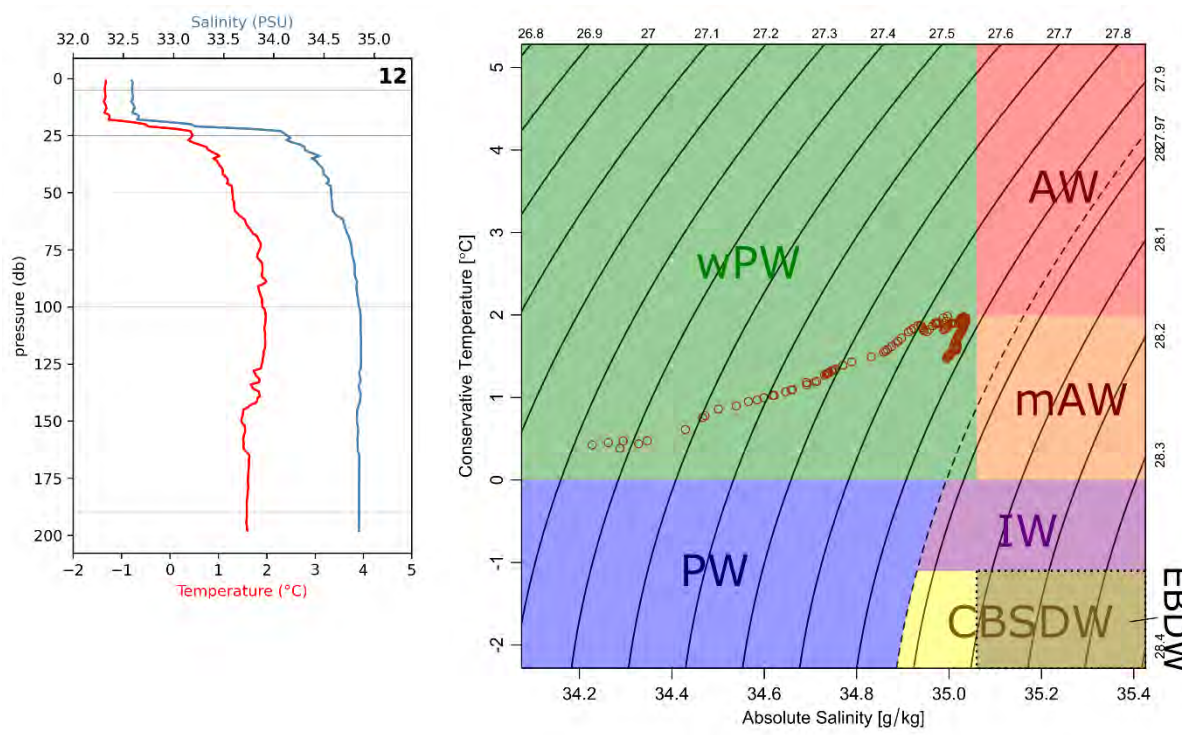 Salinity (PSU)
32.0 32.5 33.0 33.5 34.0 34.5 35.0
12
0
25
50
75
100
125
150
175
200
pressure (db)
−2 −1 0 1 2 3 4 5
Temperature (°C)
26.8 26.9 27 27.1 27.2 27.3 27.4 27.5 27.6 27.7 27.8
27.9
27.97
28
28.1
28.2
28.3
28.4
5
4
3
2
1
0
-1
-2
Conservative Temperature [°C]
wPW
AW
mAW
PW
IW
CBSDW
EBDW
34.2 34.4 34.6 34.8 35.0 35.2 35.4
Absolute Salinity [g/kg]